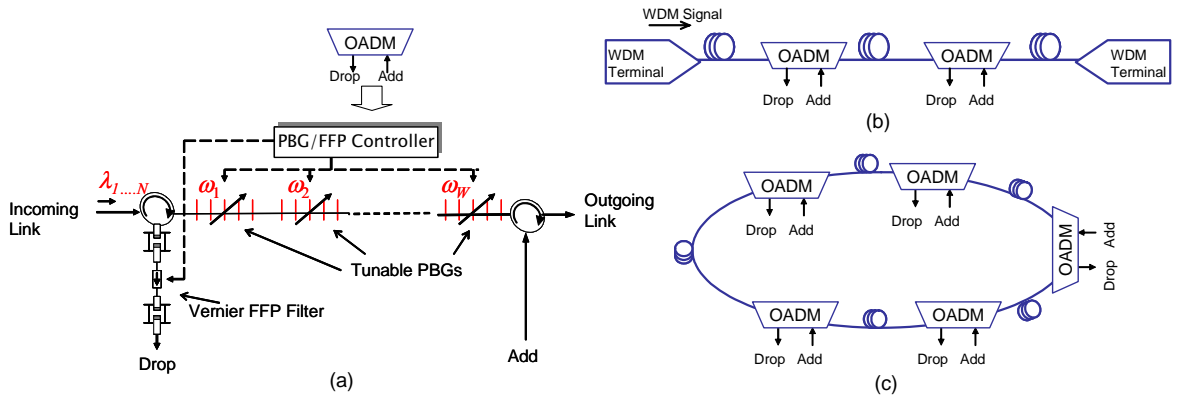 OADM
Drop Add
PBG/FFP Controller
λ1....N
ω1
ω2
ωW
Incoming
Link
Outgoing
Link
Tunable PBGs
Vernier FFP Filter
Drop
Add
(a)
WDM Signal
WDM
Terminal
OADM
OADM
WDM
Terminal
Drop Add
Drop Add
(b)
OADM
OADM
Drop Add
Drop Add
OADM
Add
Drop
OADM
OADM
Drop Add
Drop Add
(c)